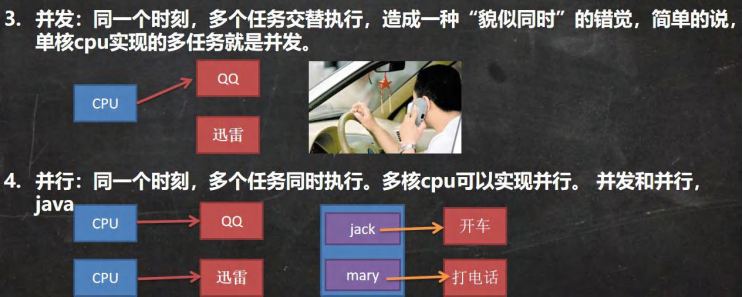 3. 并发：同一个时刻，多个任务交替执行，造成一种“貌似同时”的错觉，简单的说，
单核cpu实现的多任务就是并发。
CPU
QQ
迅雷
4. 并行：同一个时刻，多个任务同时执行。多核cpu可以实现并行。 并发和并行，
java
CPU
QQ
jack
开车
CPU
迅雷
mary
打电话